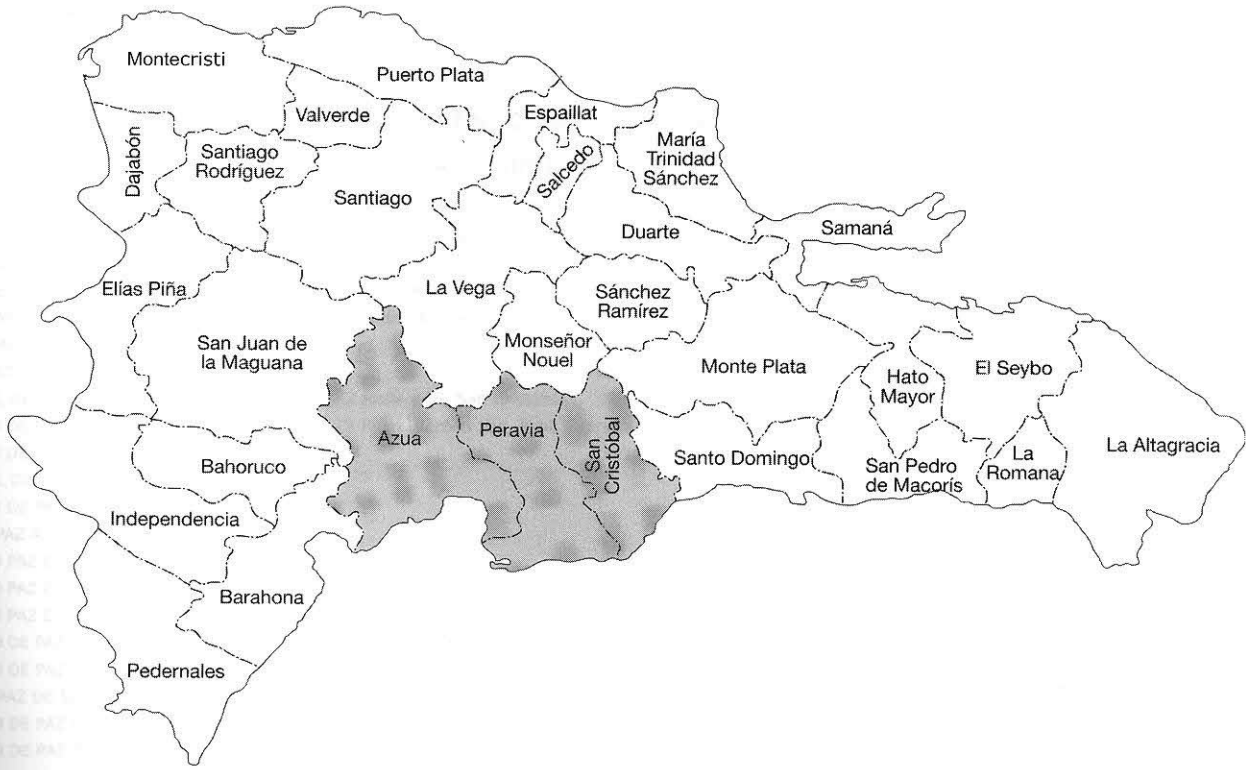 Montecristi
Puerto Plata
Valverde
Espaillat
Dajabón
Santiago
Rodríguez
Salcedo
María
Trinidad
Sánchez
Santiago
Duarte
Samaná
Elías Piña
La Vega
Sánchez
Ramírez
San Juan de
la Maguana
Monseñor
Nouel
Monte Plata
Hato
Mayor
El Seybo
Azua
Peravia
San
Cristóbal
Bahoruco
Santo Domingo
San Pedro
de Macorís
La
Romana
La Altagracia
Independencia
Barahona
Pedernales